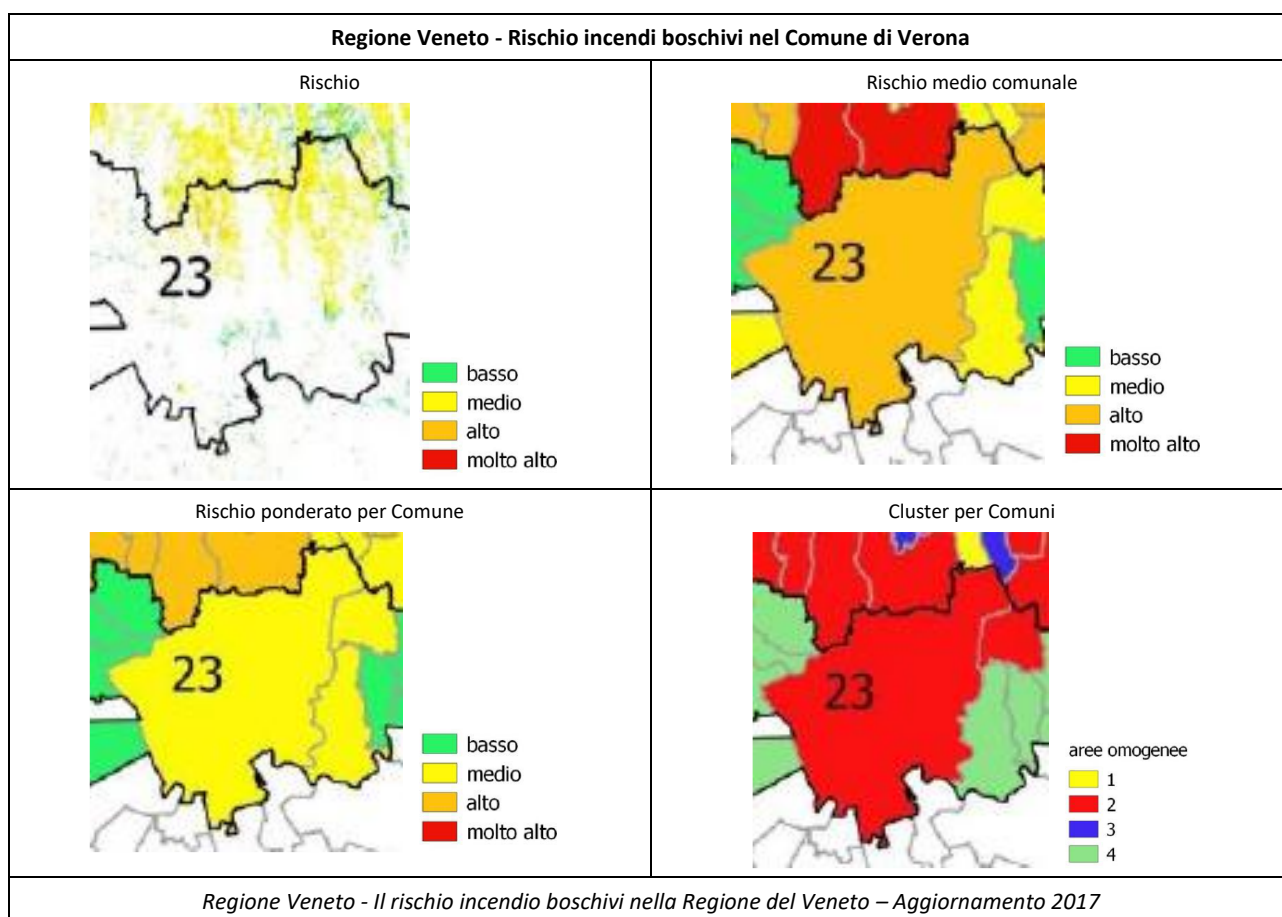 Regione Veneto - Rischio incendi boschivi nel Comune di Verona
Rischio
23
basso
medio
alto
molto alto
Rischio medio comunale
23
basso
medio
alto
molto alto
Rischio ponderato per Comune
23
basso
medio
alto
molto alto
Cluster per Comuni
23
aree omogenee
1
2
3
4
Regione Veneto - Il rischio incendio boschivi nella Regione del Veneto – Aggiornamento 2017